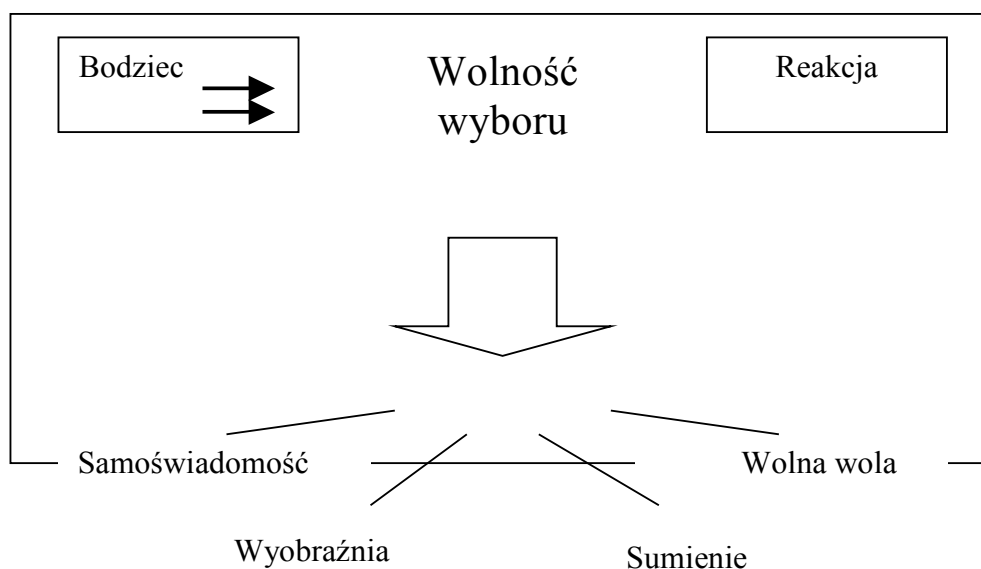 Bodziec
Wolność
wyboru
Reakcja
Samoświadomość
Wolna wola
Wyobraźnia
Sumienie